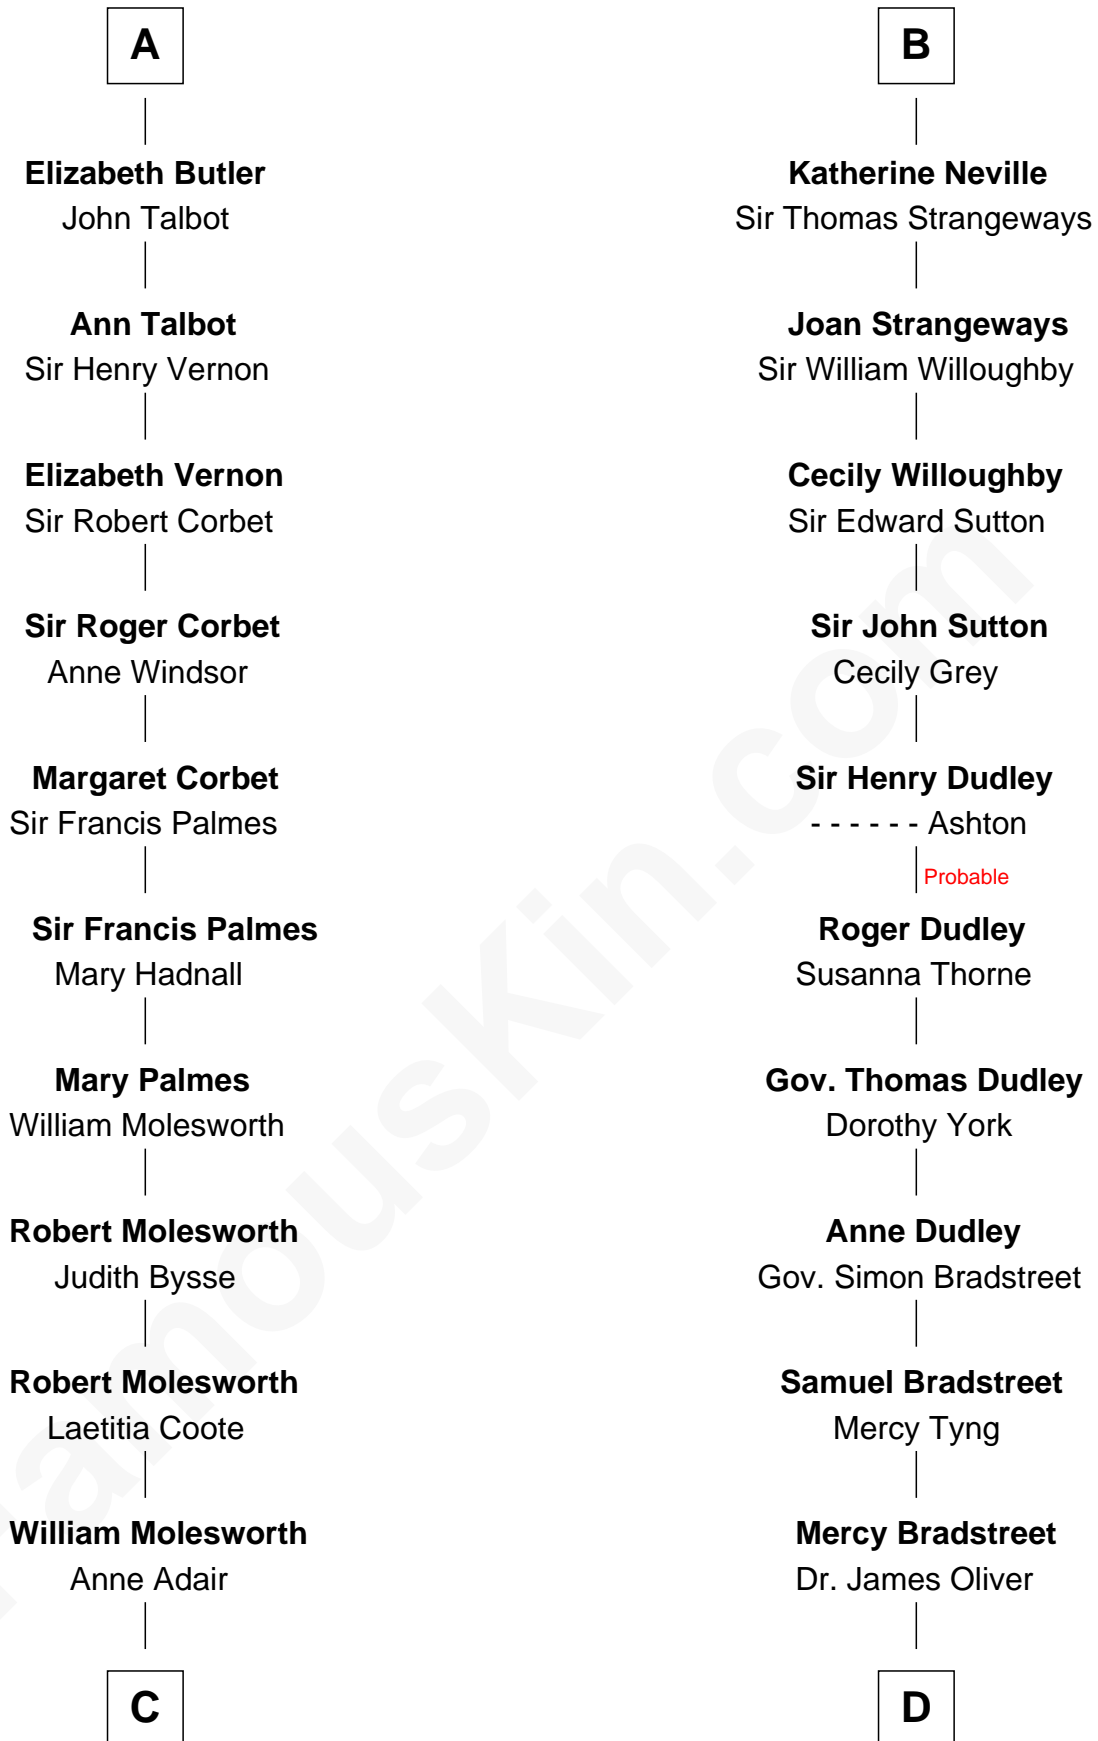 A
Elizabeth Butler
John Talbot
Ann Talbot
Sir Henry Vernon
Elizabeth Vernon
Sir Robert Corbet
Sir Roger Corbet
Anne Windsor
Margaret Corbet
Sir Francis Palmes
Sir Francis Palmes
Mary Hadnall
Mary Palmes
William Molesworth
Robert Molesworth
Judith Bysse
Robert Molesworth
Laetitia Coote
William Molesworth
Anne Adair
C
B
Katherine Neville
Sir Thomas Strangeways
Joan Strangeways
Sir William Willoughby
Cecily Willoughby
Sir Edward Sutton
Sir John Sutton
Cecily Grey
Sir Henry Dudley
- - - - - - Ashton
Probable
Roger Dudley
Susanna Thorne
Gov. Thomas Dudley
Dorothy York
Anne Dudley
Gov. Simon Bradstreet
Samuel Bradstreet
Mercy Tyng
Mercy Bradstreet
Dr. James Oliver
D
FamousKin.com